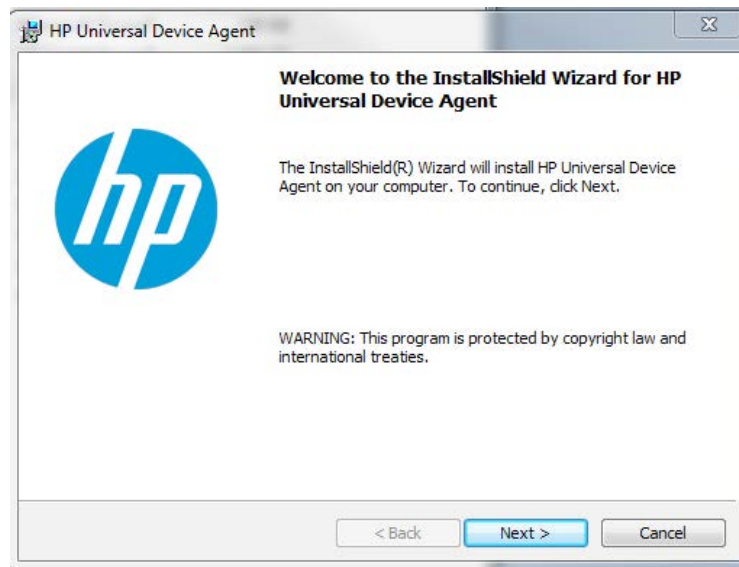 HP Universal Device Agent
Welcome to the InstallShield Wizard for HP
Universal Device Agent
hp
The InstallShield(R) Wizard will install HP Universal Device
Agent on your computer. To continue, click Next.
WARNING: This program is protected by copyright law and
international treaties.
< Back
Next >
Cancel